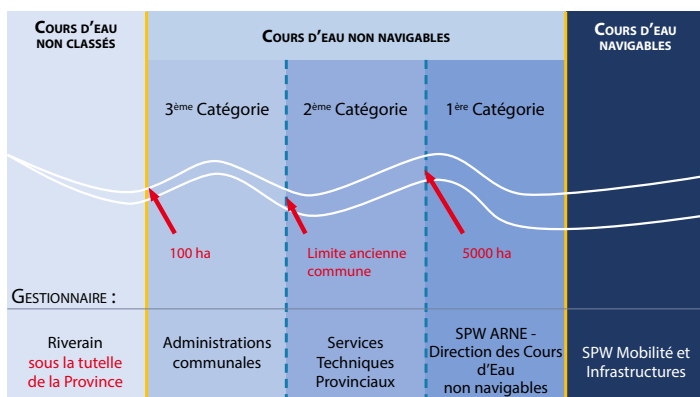 COURS D'EAU
NON CLASSÉS
COURS D'EAU NON NAVIGABLES
COURS D'EAU
NAVIGABLES
3ème Catégorie
2ème Catégorie
1ère Catégorie
100 ha
Limite ancienne
commune
5000 ha
GESTIONNAIRE :
Riverain
sous la tutelle
de la Province
Administrations
communales
Services
Techniques
Provinciaux
SPW ARNE -
Direction des Cours
d'Eau
non navigables
SPW Mobilité et
Infrastructures